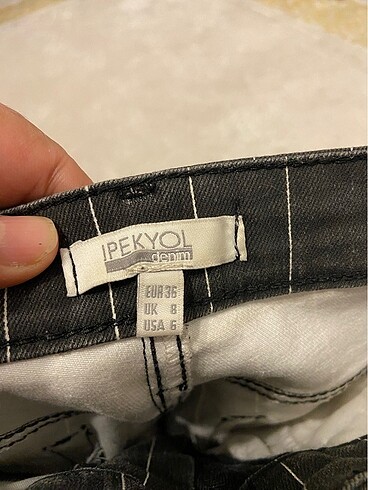 IPEKYOL
denim
EUR 36
UK 8
USA 6